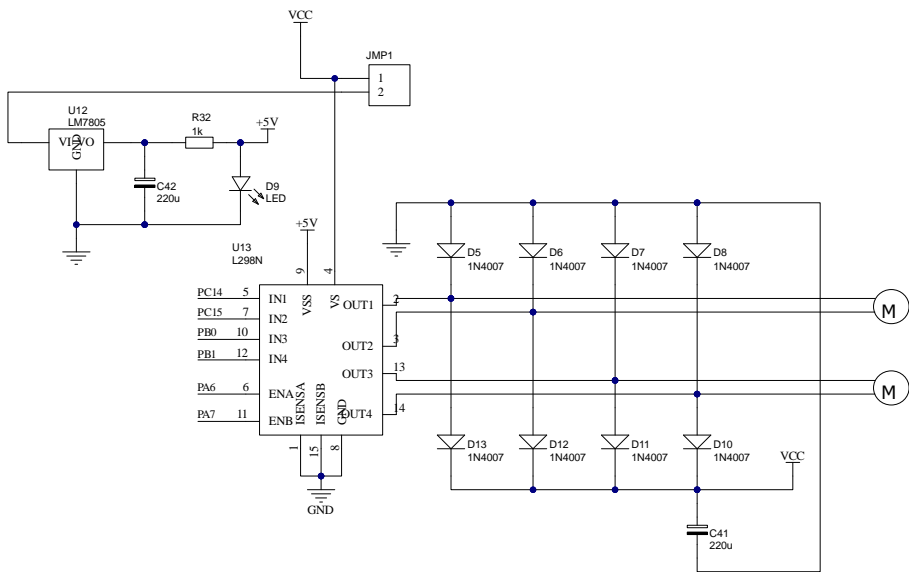 VCC
JMP1
1
2
U12
LM7805
VI VO
GND
R32
1k
+5V
C42
220u
D9
LED
+5V
U13
L298N
9
4
VSS
VS
PC14 5 IN1
PC15 7 IN2
PB0 10 IN3
PB1 12 IN4
PA6 6 ENA
PA7 11 ENB
OUT1 2
OUT2 3
OUT3 13
OUT4 14
ISENSA
ISENSB
GND
1
15
8
GND
D5
1N4007
D6
1N4007
D7
1N4007
D8
1N4007
M
M
D13
1N4007
D12
1N4007
D11
1N4007
D10
1N4007
VCC
C41
220u